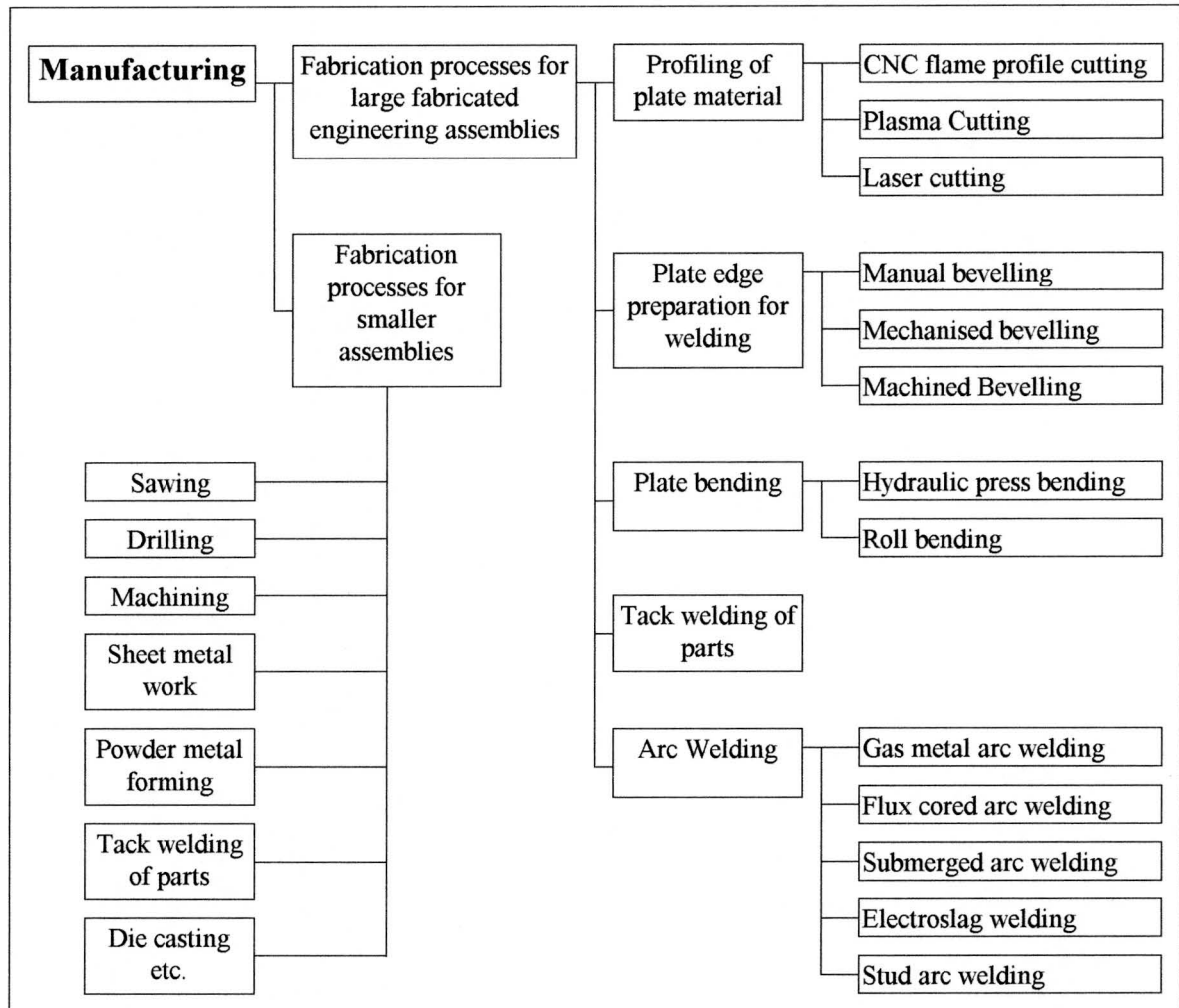 Manufacturing
Fabrication processes for
large fabricated
engineering assemblies
Fabrication
processes for
smaller
assemblies
Sawing
Drilling
Machining
Sheet metal
work
Powder metal
forming
Tack welding
of parts
Die casting
etc.
Profiling of
plate material
CNC flame profile cutting
Plasma Cutting
Laser cutting
Plate edge
preparation for
welding
Manual bevelling
Mechanised bevelling
Machined Bevelling
Plate bending
Hydraulic press bending
Roll bending
Tack welding of
parts
Arc Welding
Gas metal arc welding
Flux cored arc welding
Submerged arc welding
Electroslag welding
Stud arc welding